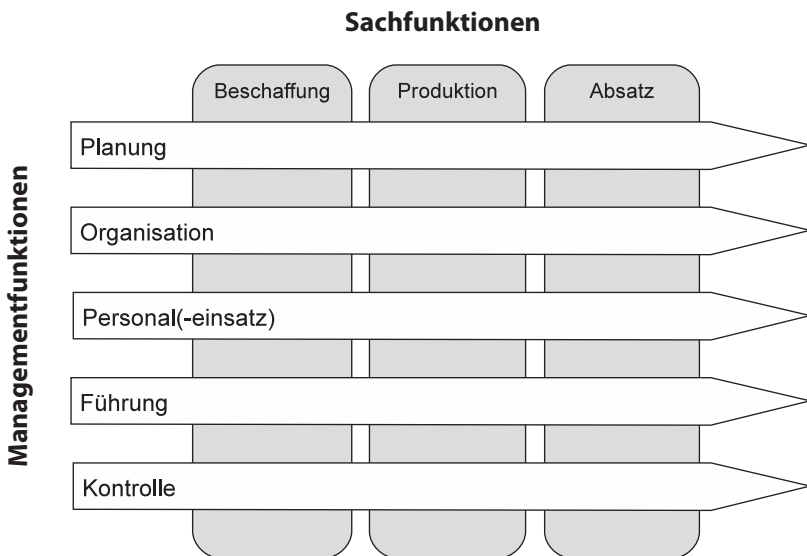 Sachfunktionen
Beschaffung
Produktion
Absatz
Managementfunktionen
Planung
Organisation
Personal(-einsatz)
Führung
Kontrolle